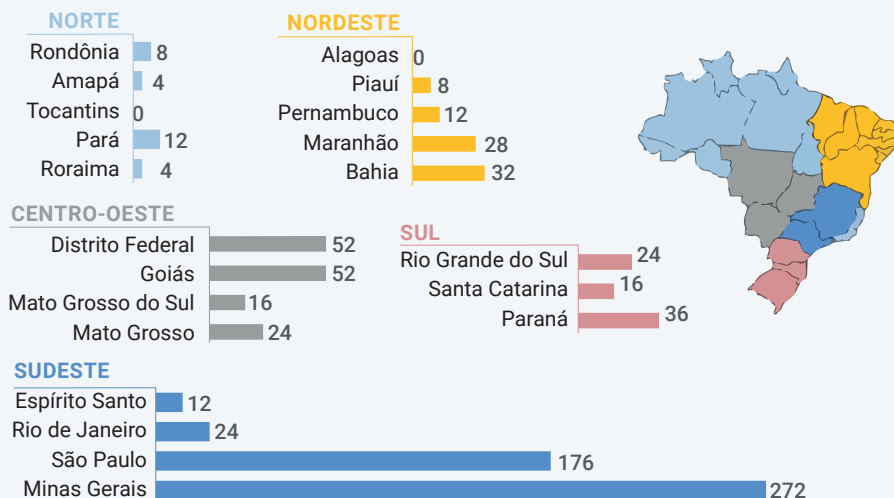 NORTE
Rondônia 8
Amapá 4
Tocantins 0
Pará 12
Roraima 4
NORDESTE
Alagoas 0
Piauí 8
Pernambuco 12
Maranhão 28
Bahia 32
CENTRO-OESTE
Distrito Federal 52
Goiás 52
Mato Grosso do Sul 16
Mato Grosso 24
SUL
Rio Grande do Sul 24
Santa Catarina 16
Paraná 36
SUDESTE
Espírito Santo 12
Rio de Janeiro 24
São Paulo 176
Minas Gerais 272